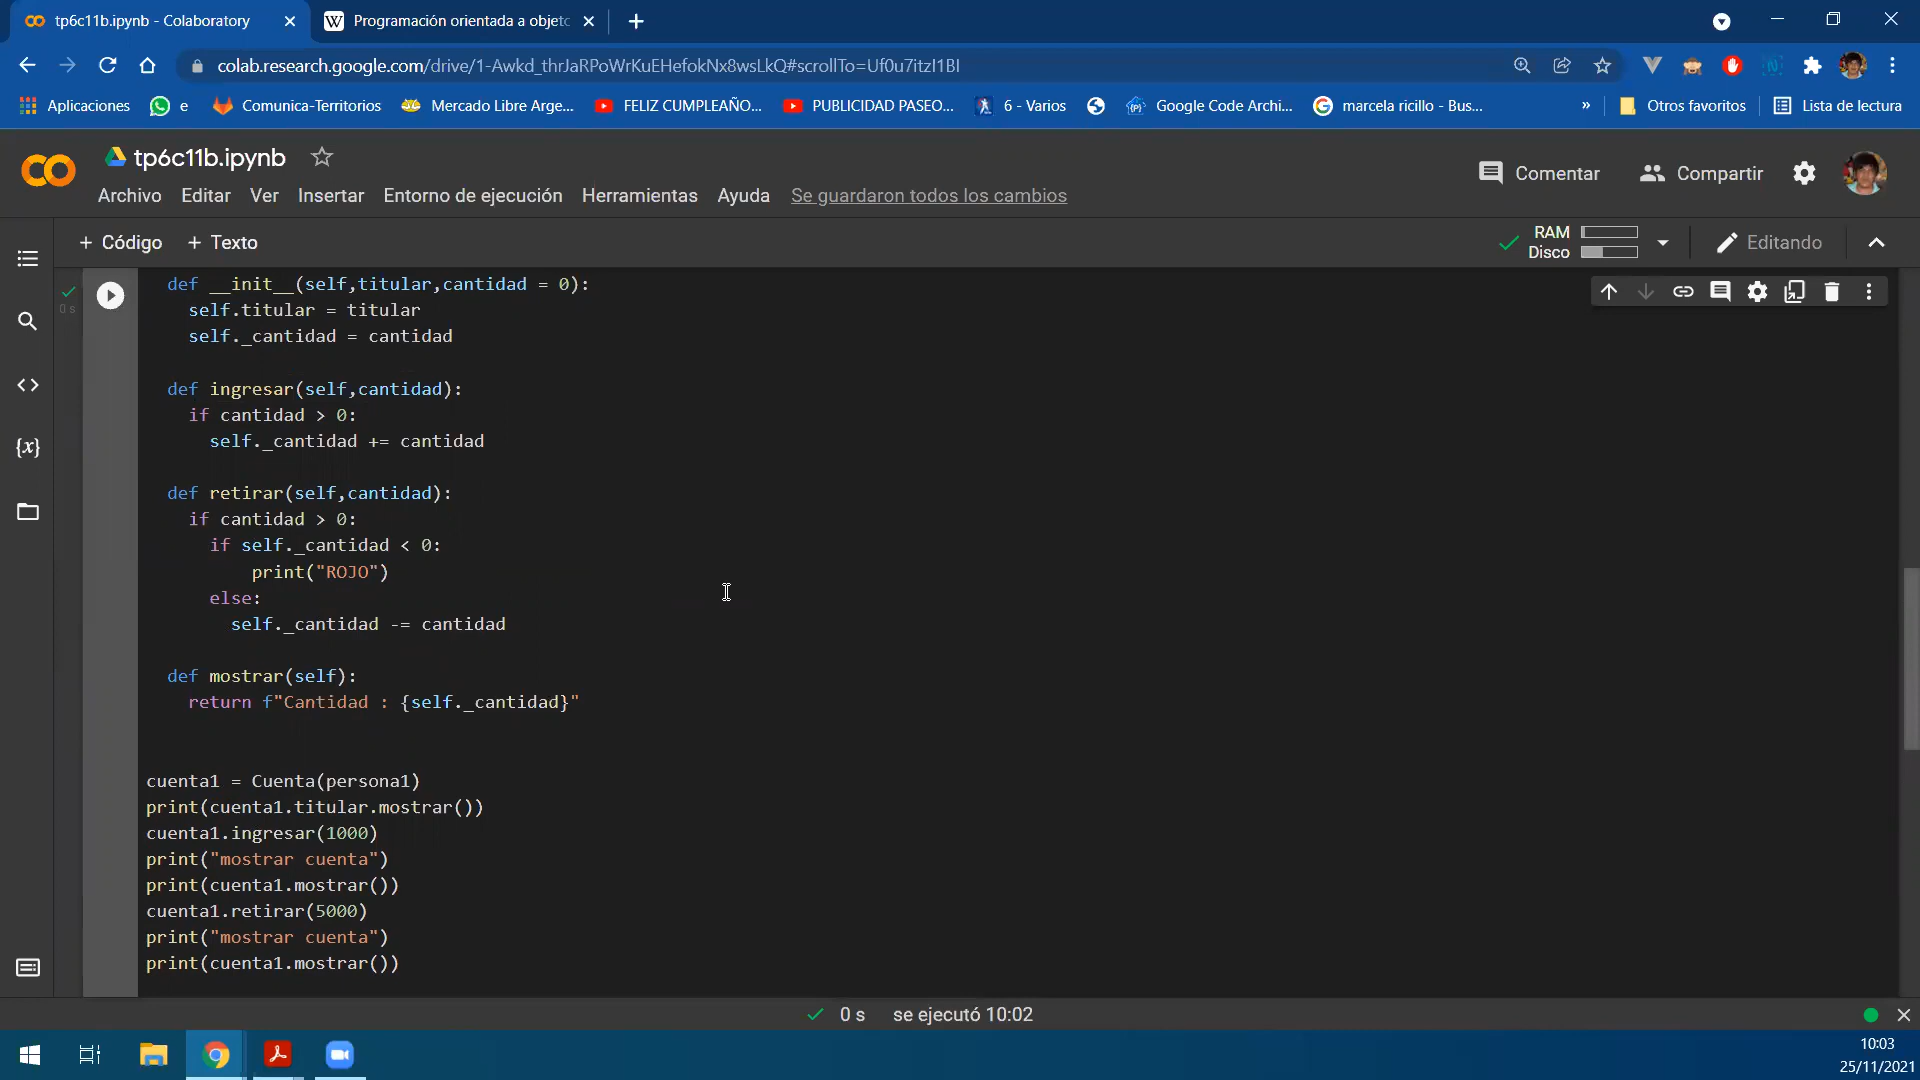 tp6c11b.ipynb - Colaboratory
Programación orientada a objeto
colab.research.google.com/drive/1-Awkd_thrJaRPoWrKuEHefokNx8wsLkQ#scrollTo=Uf0u7itzI1BI
Aplicaciones
e
Comunica-Territorios
Mercado Libre Arge...
FELIZ CUMPLEAÑO...
PUBLICIDAD PASEO...
6 - Varios
Google Code Archi...
marcela ricillo - Bus...
»
Otros favoritos
Lista de lectura
tp6c11b.ipynb
Comentar
Compartir
Archivo Editar Ver Insertar Entorno de ejecución Herramientas Ayuda Se guardaron todos los cambios
+ Código + Texto
RAM
Disco
Editando
0 s
def __init__(self,titular,cantidad = 0):
self.titular = titular
self._cantidad = cantidad
def ingresar(self,cantidad):
if cantidad > 0:
self._cantidad += cantidad
def retirar(self,cantidad):
if cantidad > 0:
if self._cantidad < 0:
print("ROJO")
else:
self._cantidad -= cantidad
def mostrar(self):
return f"Cantidad : {self._cantidad}"
cuenta1 = Cuenta(persona1)
print(cuenta1.titular.mostrar())
cuenta1.ingresar(1000)
print("mostrar cuenta")
print(cuenta1.mostrar())
cuenta1.retirar(5000)
print("mostrar cuenta")
print(cuenta1.mostrar())
0 s se ejecutó 10:02
10:03
25/11/2021